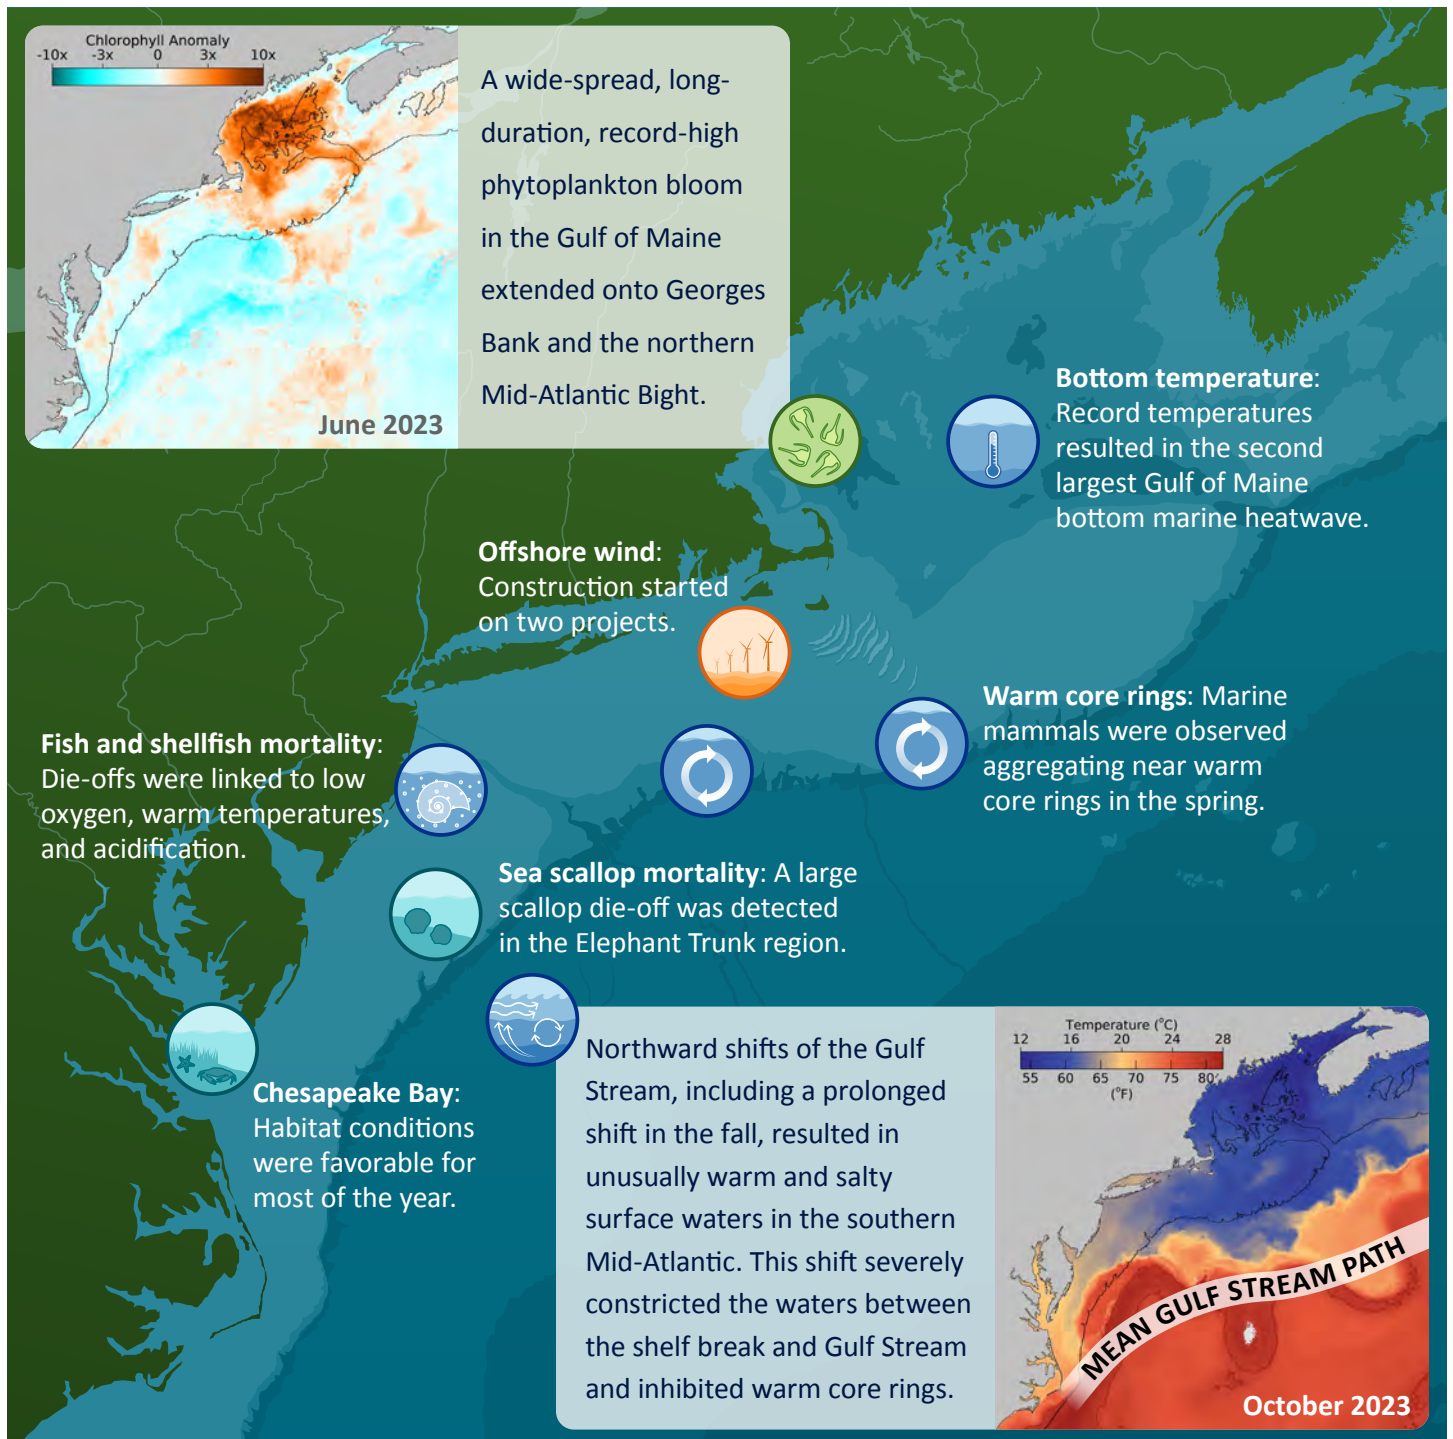 Chlorophyll Anomaly
-10x -3x 0 3x 10x
June 2023
A wide-spread, long-
duration, record-high
phytoplankton bloom
in the Gulf of Maine
extended onto Georges
Bank and the northern
Mid-Atlantic Bight.
Bottom temperature:
Record temperatures
resulted in the second
largest Gulf of Maine
bottom marine heatwave.
Offshore wind:
Construction started
on two projects.
Warm core rings: Marine
mammals were observed
aggregating near warm
core rings in the spring.
Fish and shellfish mortality:
Die-offs were linked to low
oxygen, warm temperatures,
and acidification.
Sea scallop mortality: A large
scallop die-off was detected
in the Elephant Trunk region.
Chesapeake Bay:
Habitat conditions
were favorable for
most of the year.
Northward shifts of the Gulf
Stream, including a prolonged
shift in the fall, resulted in
unusually warm and salty
surface waters in the southern
Mid-Atlantic. This shift severely
constricted the waters between
the shelf break and Gulf Stream
and inhibited warm core rings.
Temperature (°C)
12 16 20 24 28
55 60 65 70 75 80
(°F)
MEAN GULF STREAM PATH
October 2023